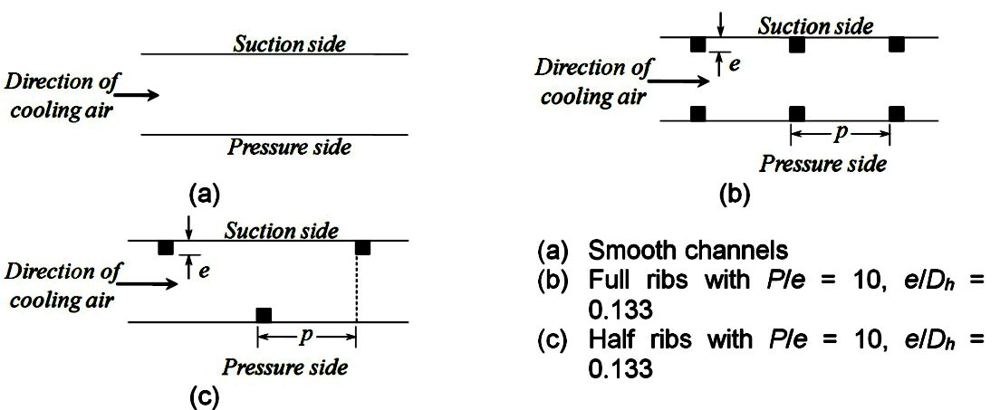 Suction side
Direction of
cooling air
Pressure side
(a)
Suction side
e
Direction of
cooling air
p
Pressure side
(b)
Suction side
e
Direction of
cooling air
p
Pressure side
(c)
(a) Smooth channels
(b) Full ribs with P/e = 10, e/Dh =
0.133
(c) Half ribs with P/e = 10, e/Dh =
0.133